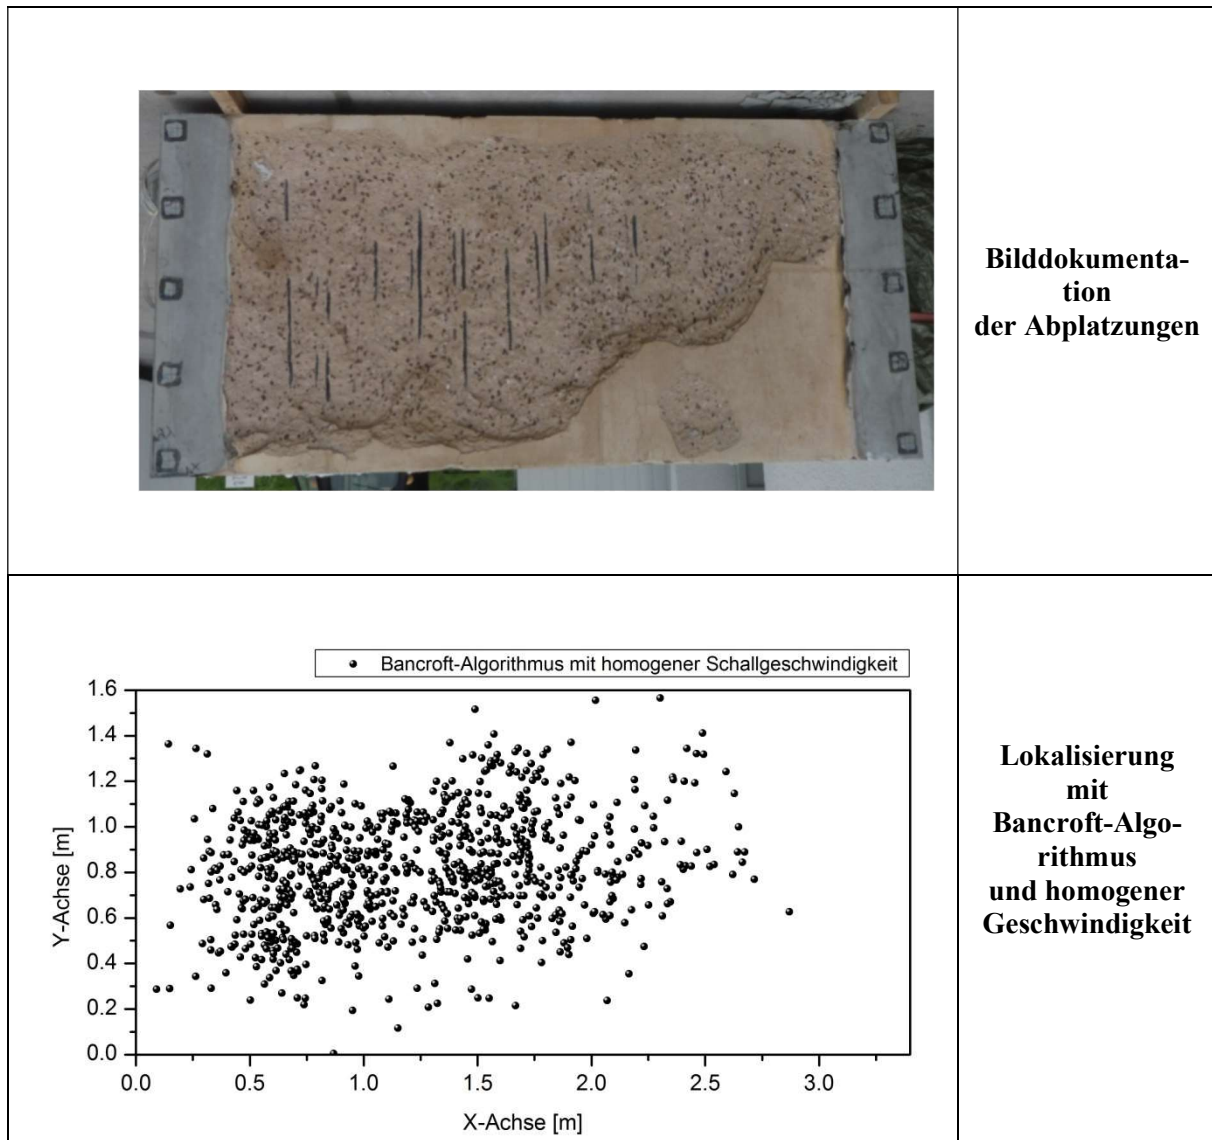 Bilddokumenta-
tion
der Abplatzungen
Bancroft-Algorithmus mit homogener Schallgeschwindigkeit
1.6
1.4
1.2
1.0
0.8
0.6
0.4
0.2
0.0
Y-Achse [m]
0.0 0.5 1.0 1.5 2.0 2.5 3.0
X-Achse [m]
Lokalisierung
mit
Bancroft-Algo-
rithmus
und homogener
Geschwindigkeit